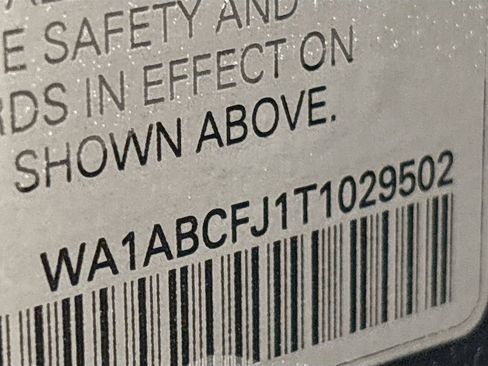 E SAFETY AND
RDS IN EFFECT ON
SHOWN ABOVE.
WA1ABCFJ1T1029502